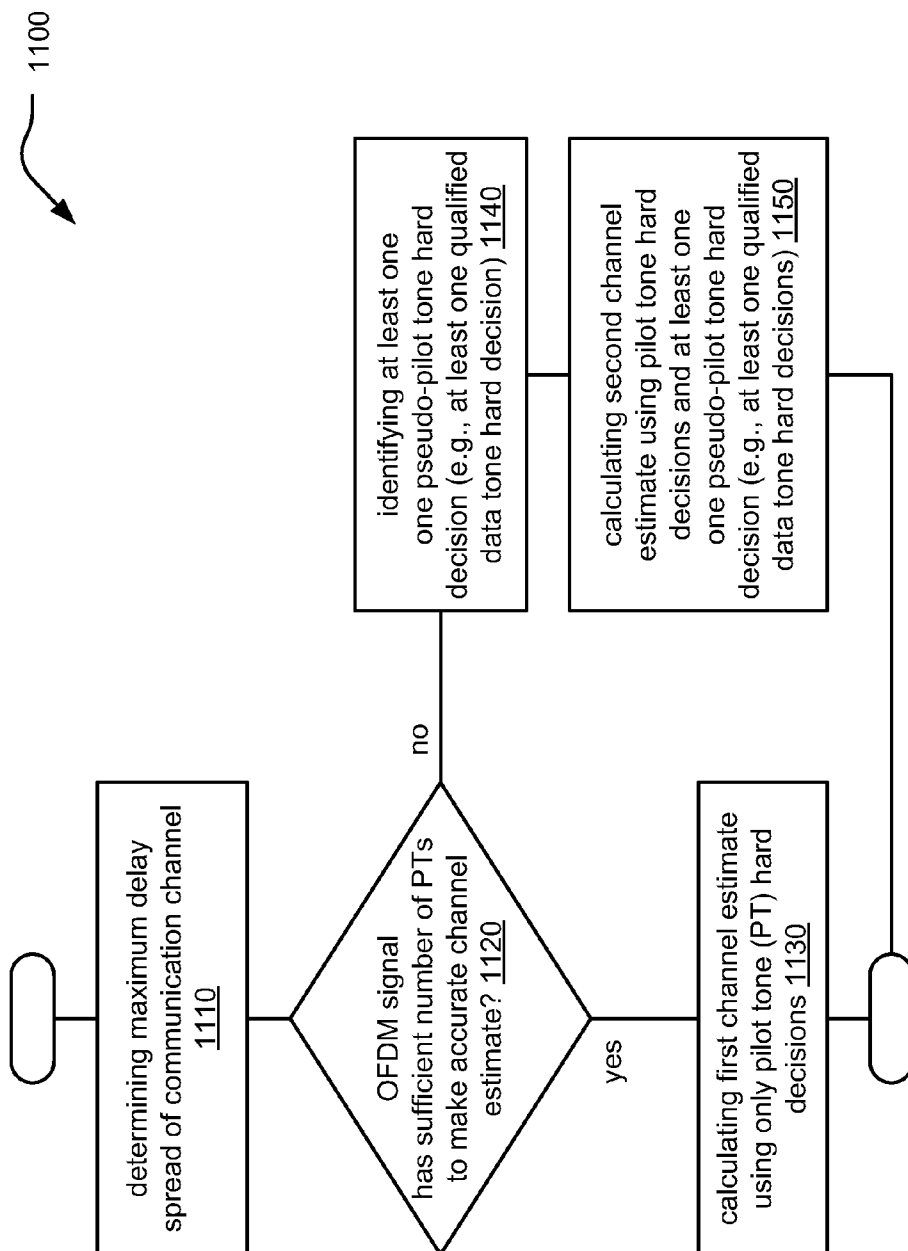 1100
determining maximum delay
spread of communication channel
1110
OFDM signal
has sufficient number of PTs
to make accurate channel
estimate? 1120
no
yes
identifying at least one
one pseudo-pilot tone hard
decision (e.g., at least one qualified
data tone hard decision) 1140
calculating second channel
estimate using pilot tone hard
decisions and at least one
one pseudo-pilot tone hard
decision (e.g., at least one qualified
data tone hard decisions) 1150
calculating first channel estimate
using only pilot tone (PT) hard
decisions 1130